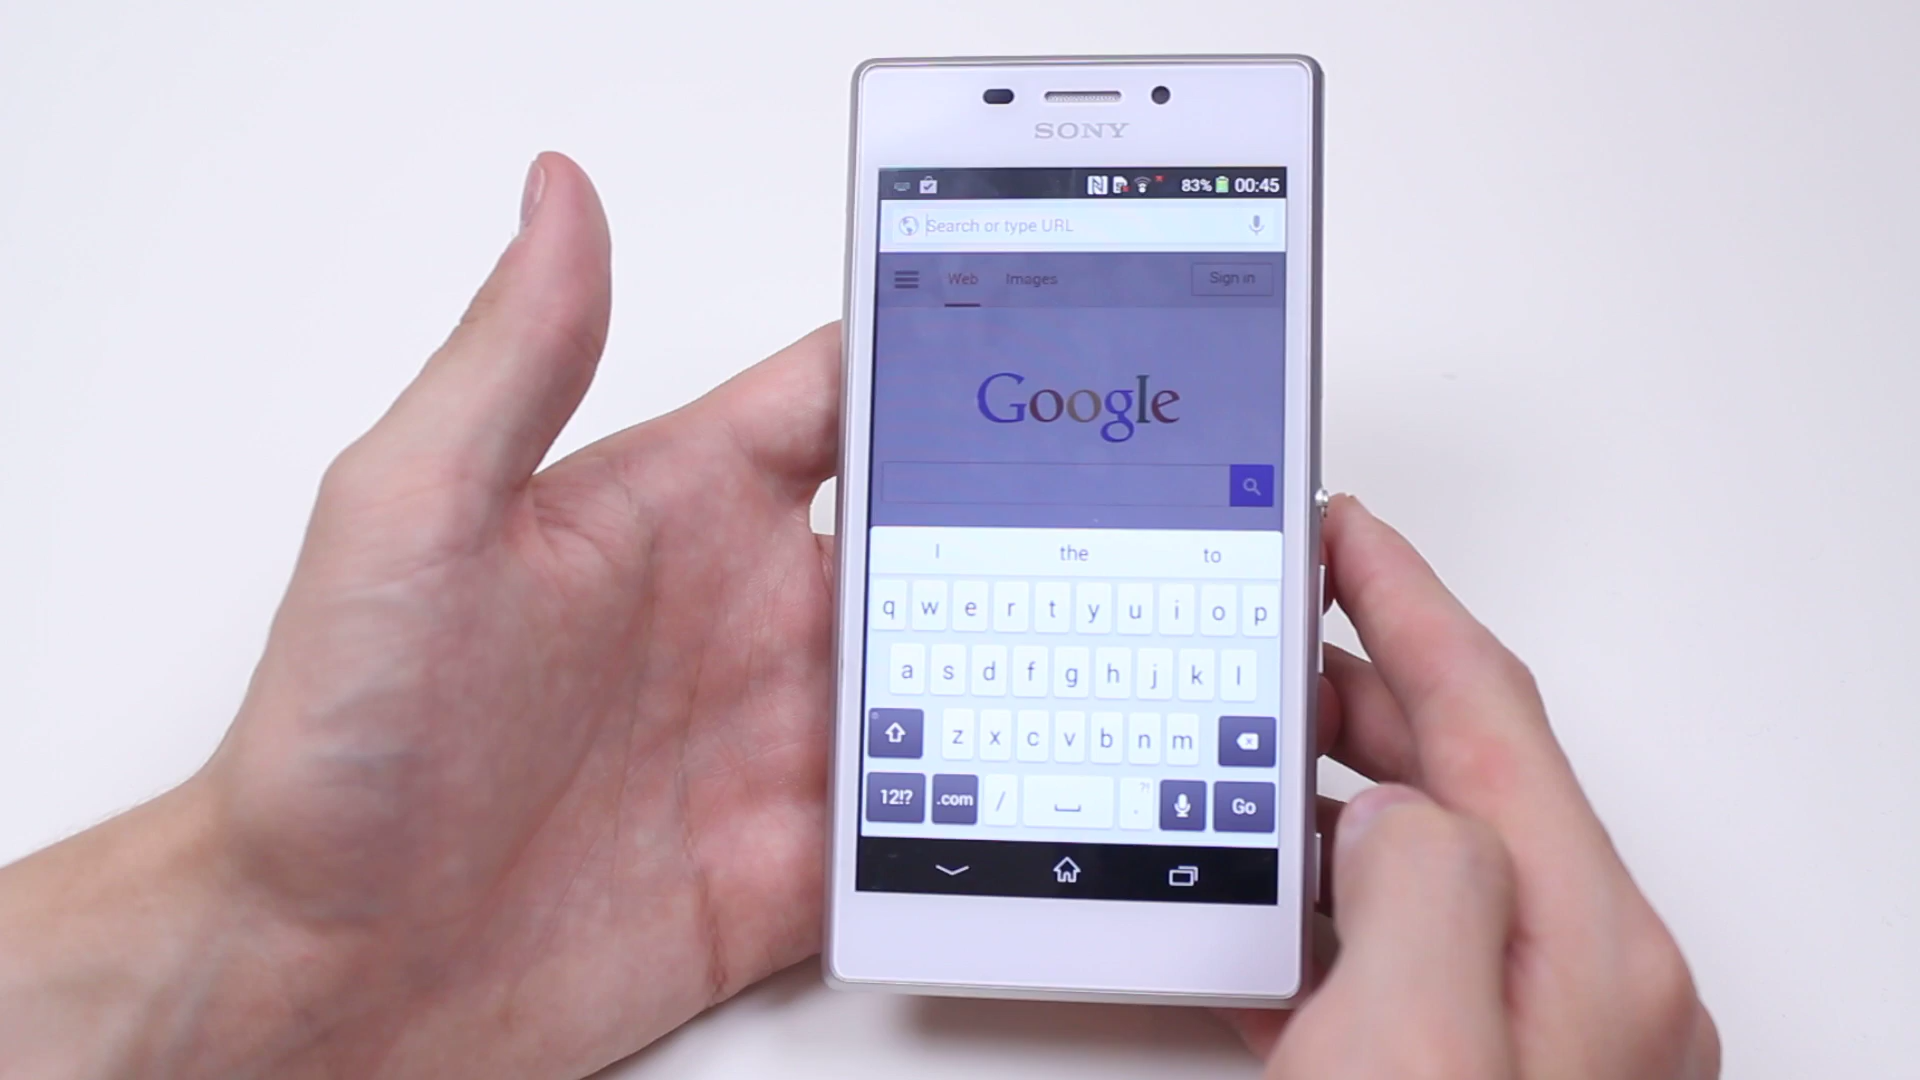 SONY
83% 00:45
Search or type URL
Web Images Sign in
Google
I the to
q w e r t y u i o p
a s d f g h j k l
z x c v b n m
12!? .com / . ?! Go